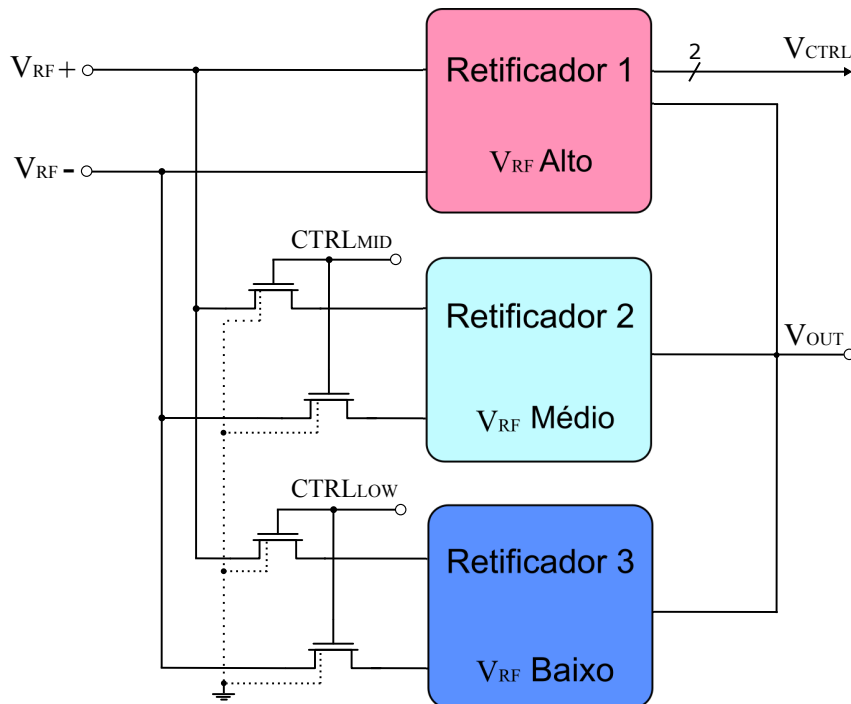 Retificador 1
2
VCTRL
VRF+
VRF-
VRF Alto
CTRLMID
Retificador 2
VOUT
VRF Médio
CTRLLOW
Retificador 3
VRF Baixo